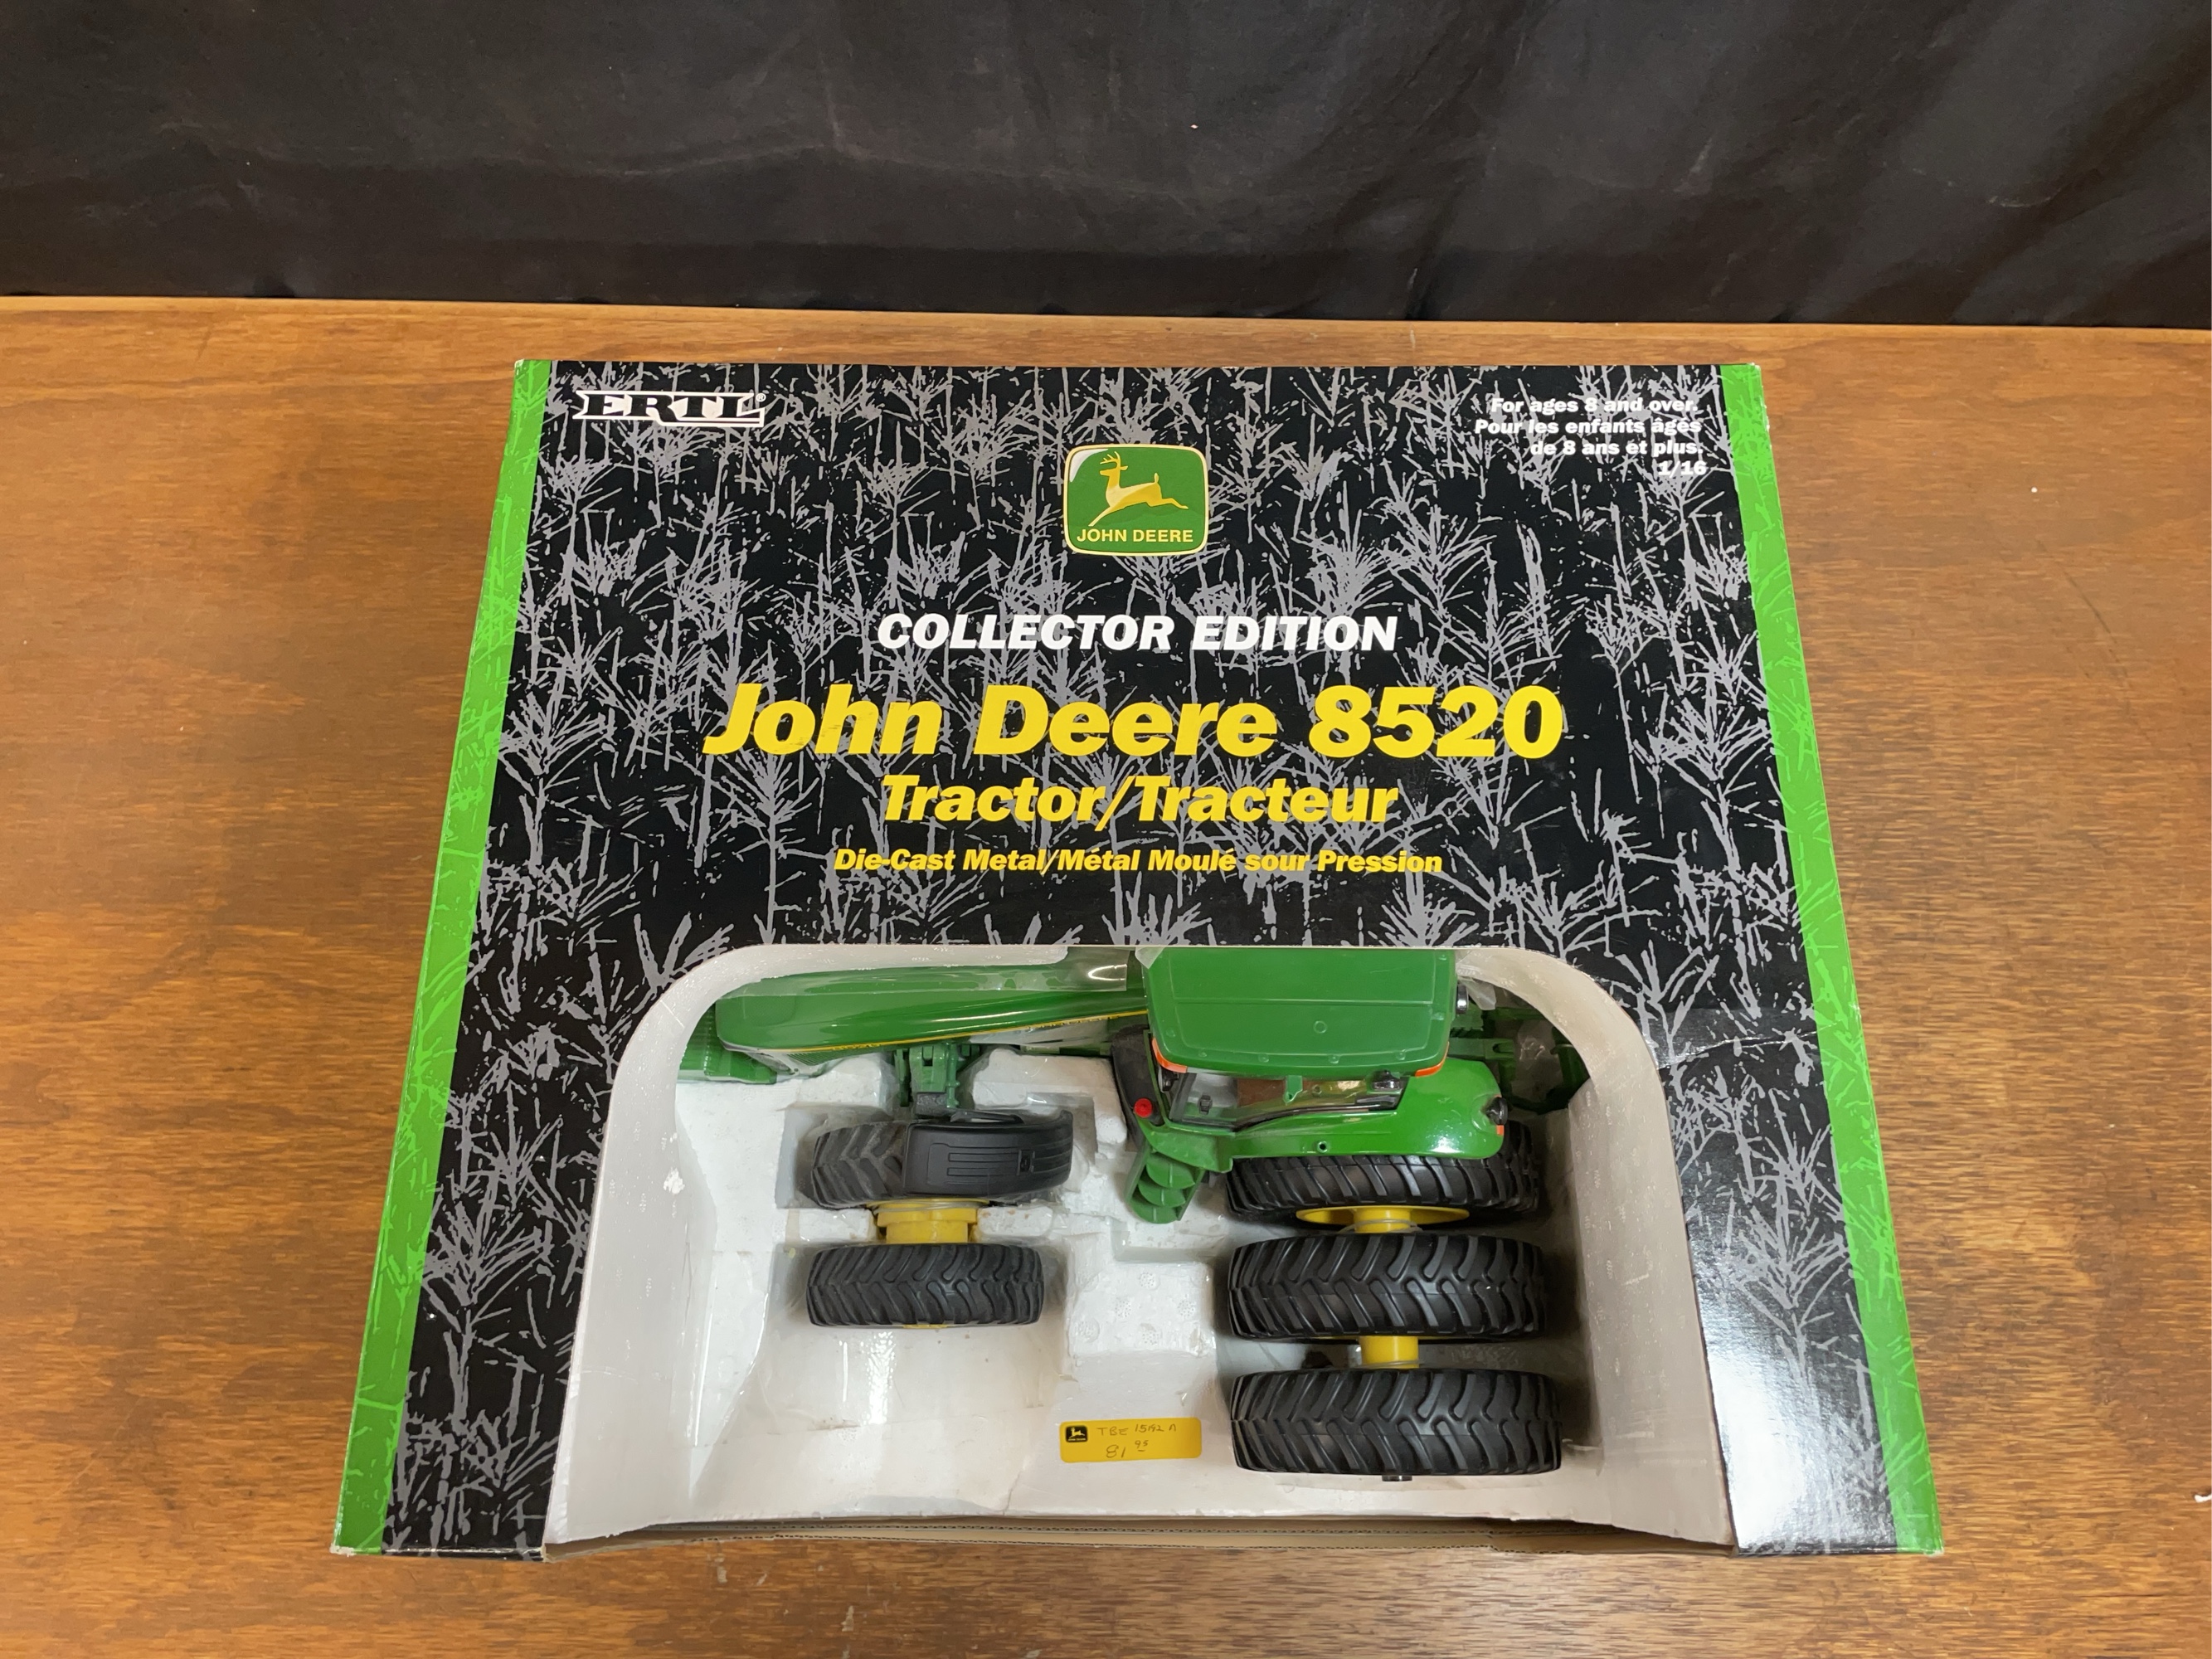 ERTL®
For ages 8 and over.
Pour les enfants âgés
de 8 ans et plus.
1/16
JOHN DEERE
COLLECTOR EDITION
John Deere 8520
Tractor/Tracteur
Die-Cast Metal/Métal Moulé sour Pression
TBE 15192A
81 95